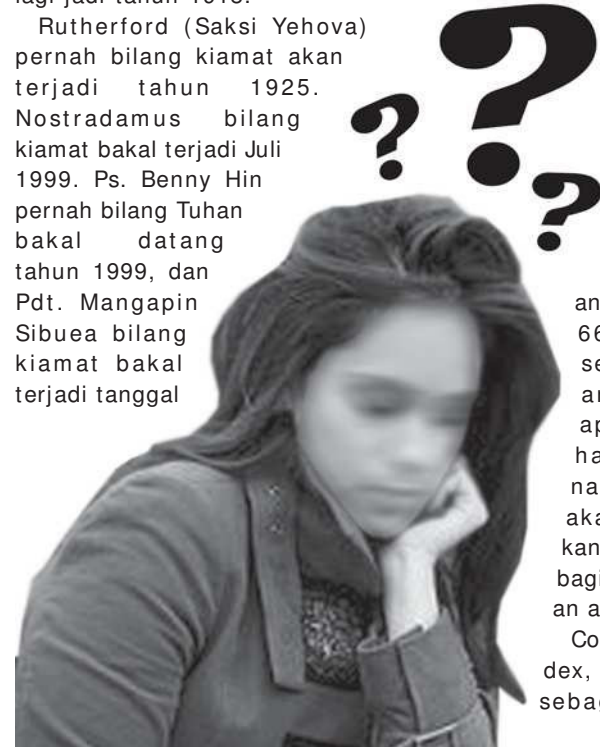 Rutherford (Saksi Yehova)
pernah bilang kiamat akan
terjadi tahun 1925.
Nostradamus bilang
kiamat bakal terjadi Juli
1999. Ps. Benny Hin
pernah bilang Tuhan
bakal datang
tahun 1999, dan
Pdt. Mangapin
Sibuea bilang
kiamat bakal
terjadi tanggal
? ? ?
an
66
se
ar
ap
ha
na
aka
kan
bagi
an a
Co
dex,
sebag